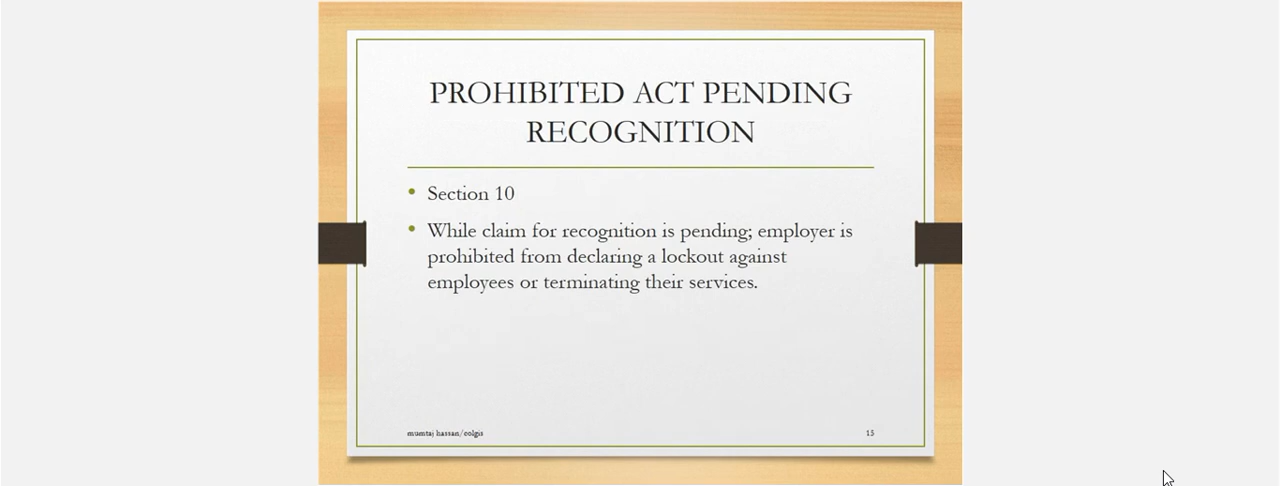 PROHIBITED ACT PENDING
RECOGNITION
• Section 10
• While claim for recognition is pending; employer is
prohibited from declaring a lockout against
employees or terminating their services.
mumtaj hassan/colgis
15